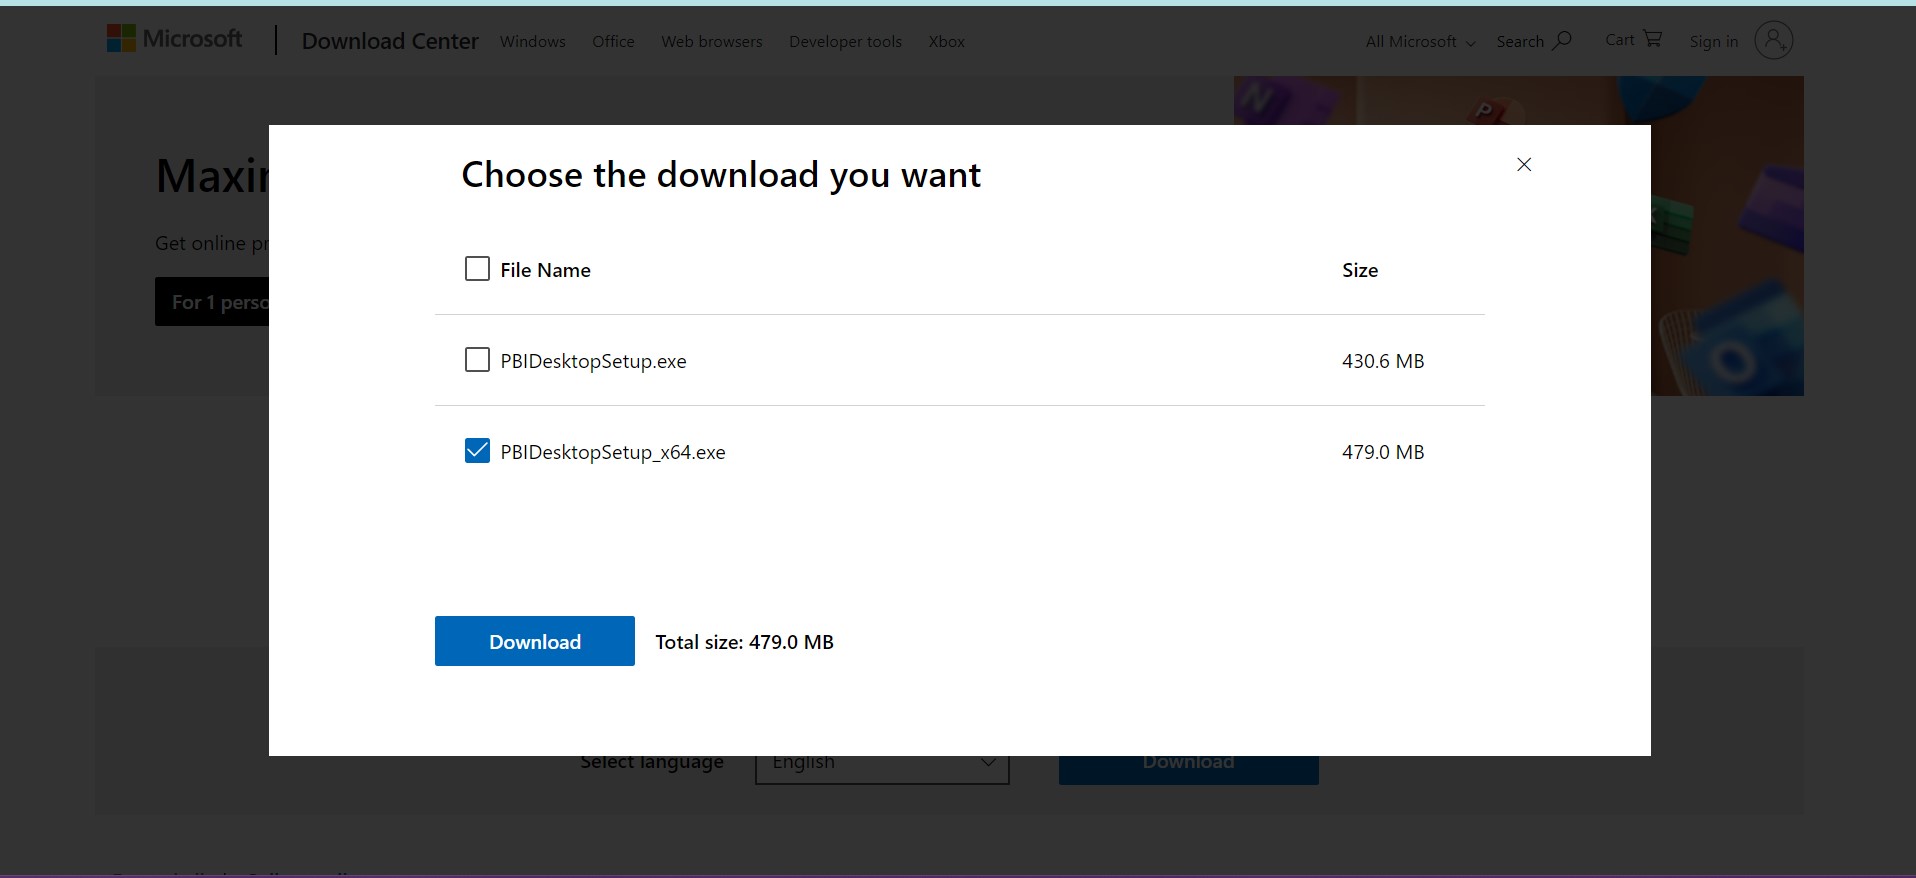 Microsoft Download Center Windows Office Web browsers Developer tools Xbox All Microsoft Search Cart Sign in
N P
Choose the download you want
Maxin
Get online pr
For 1 perso
File Name Size
PBIDesktopSetup.exe 430.6 MB
PBIDesktopSetup_x64.exe 479.0 MB
Download Total size: 479.0 MB
Select language English Download